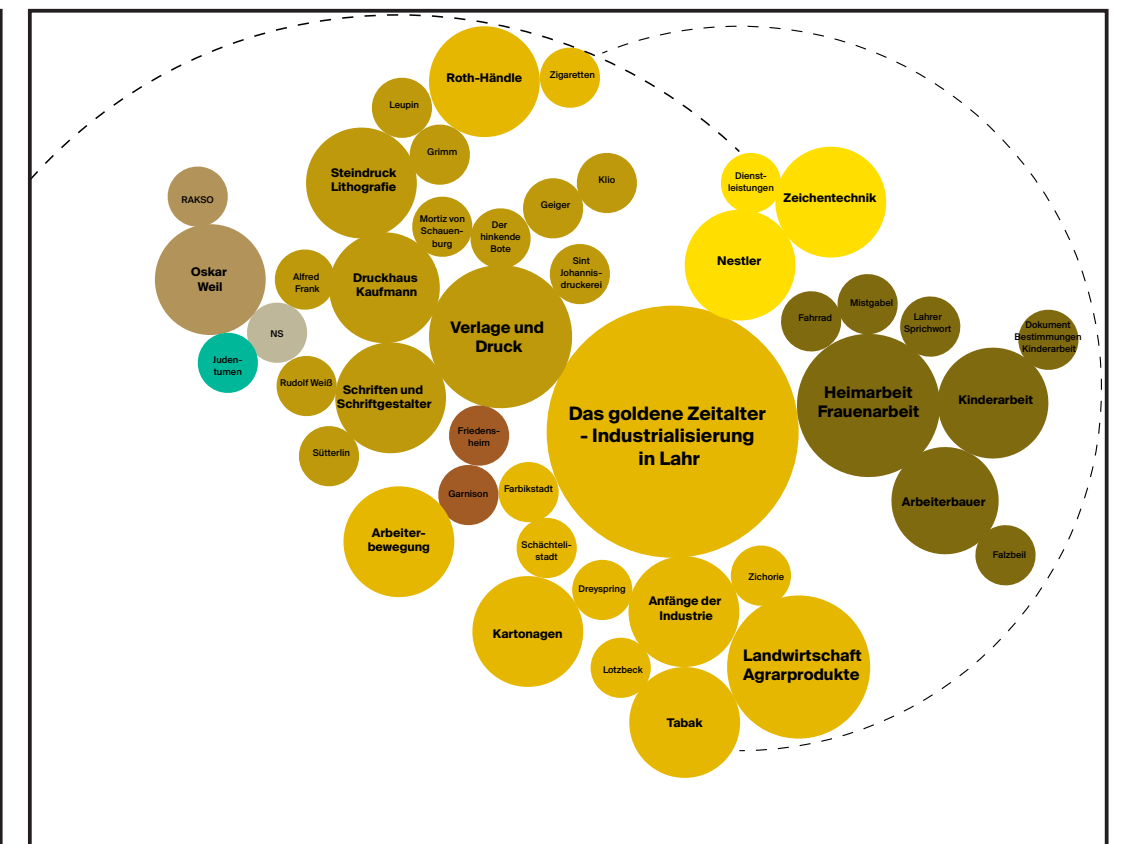 Roth-Händle
Zigaretten
Leupin
Grimm
Steindruck
Lithografie
RAKSO
Klio
Geiger
Mortiz von
Schauen-
burg
Der
hinkende
Bote
Dienst-
leistungen
Zeichentechnik
Nestler
Oskar
Weil
Alfred
Frank
Druckhaus
Kaufmann
Sint
Johannis-
druckerei
NS
Verlage und
Druck
Juden-
tumen
Rudolf Weiß
Schriften und
Schriftgestalter
Sütterlin
Fahrrad
Mistgabel
Lahrer
Sprichwort
Dokument
Bestimmungen
Kinderarbeit
Heimarbeit
Frauenarbeit
Kinderarbeit
Das goldene Zeitalter
- Industrialisierung
in Lahr
Friedens-
heim
Garnison
Farbikstadt
Arbeiterbauer
Falzbeil
Arbeiter-
bewegung
Schächteli-
stadt
Dreyspring
Anfänge der
Industrie
Zichorie
Kartonagen
Lotzbeck
Landwirtschaft
Agrarprodukte
Tabak